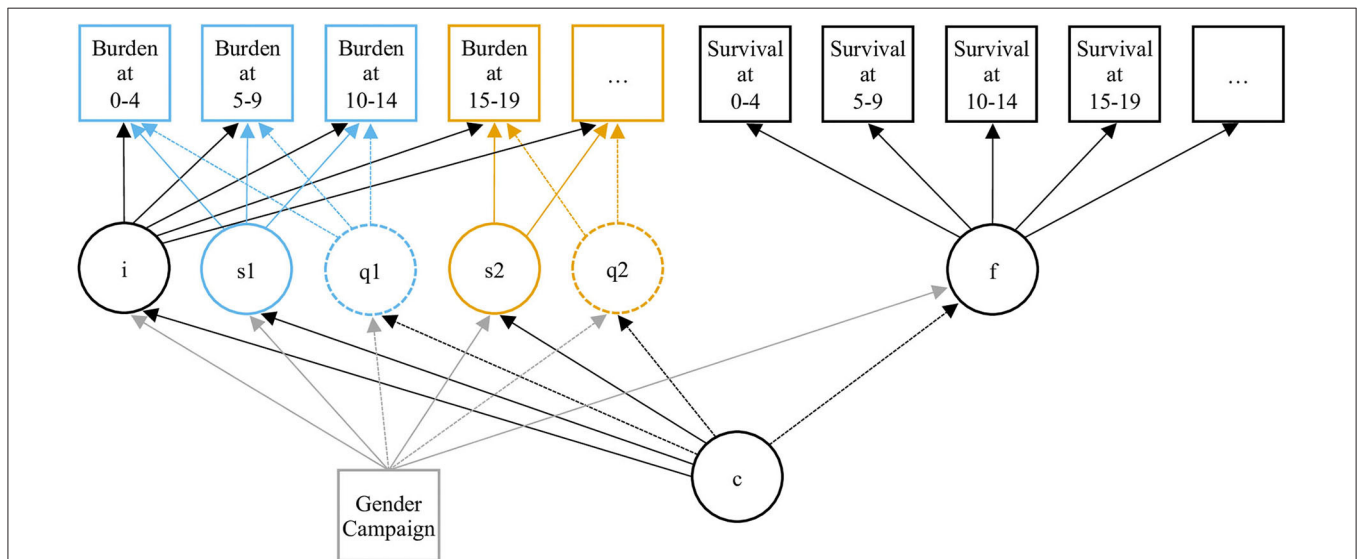 Burden
at
0-4
Burden
at
5-9
Burden
at
10-14
Burden
at
15-19
...
Survival
at
0-4
Survival
at
5-9
Survival
at
10-14
Survival
at
15-19
...
i
s1
q1
s2
q2
f
c
Gender
Campaign